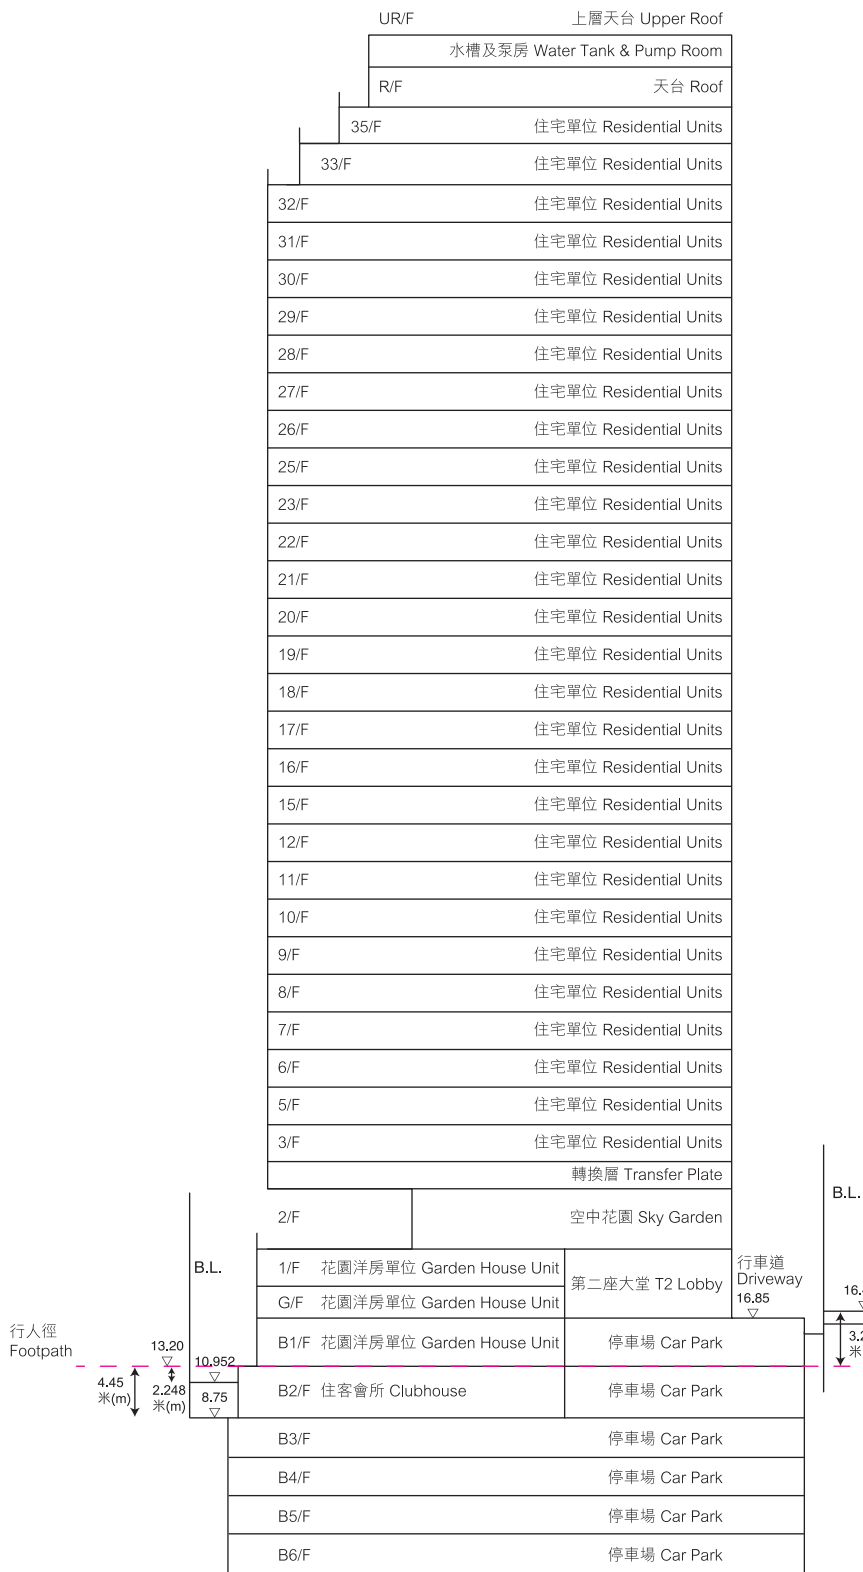 UR/F 上層天台 Upper Roof
水槽及泵房 Water Tank & Pump Room
R/F 天台 Roof
35/F 住宅單位 Residential Units
33/F 住宅單位 Residential Units
32/F 住宅單位 Residential Units
31/F 住宅單位 Residential Units
30/F 住宅單位 Residential Units
29/F 住宅單位 Residential Units
28/F 住宅單位 Residential Units
27/F 住宅單位 Residential Units
26/F 住宅單位 Residential Units
25/F 住宅單位 Residential Units
23/F 住宅單位 Residential Units
22/F 住宅單位 Residential Units
21/F 住宅單位 Residential Units
20/F 住宅單位 Residential Units
19/F 住宅單位 Residential Units
18/F 住宅單位 Residential Units
17/F 住宅單位 Residential Units
16/F 住宅單位 Residential Units
15/F 住宅單位 Residential Units
12/F 住宅單位 Residential Units
11/F 住宅單位 Residential Units
10/F 住宅單位 Residential Units
9/F 住宅單位 Residential Units
8/F 住宅單位 Residential Units
7/F 住宅單位 Residential Units
6/F 住宅單位 Residential Units
5/F 住宅單位 Residential Units
3/F 住宅單位 Residential Units
轉換層 Transfer Plate
B.L.
2/F 空中花園 Sky Garden
B.L.
1/F 花園洋房單位 Garden House Unit
第二座大堂 T2 Lobby
行車道
Driveway
16.85
G/F 花園洋房單位 Garden House Unit
行人徑
Footpath
13.20
10.952
B1/F 花園洋房單位 Garden House Unit 停車場 Car Park
4.45
米(m)
2.248
米(m)
8.75
B2/F 住客會所 Clubhouse 停車場 Car Park
B3/F 停車場 Car Park
B4/F 停車場 Car Park
B5/F 停車場 Car Park
B6/F 停車場 Car Park